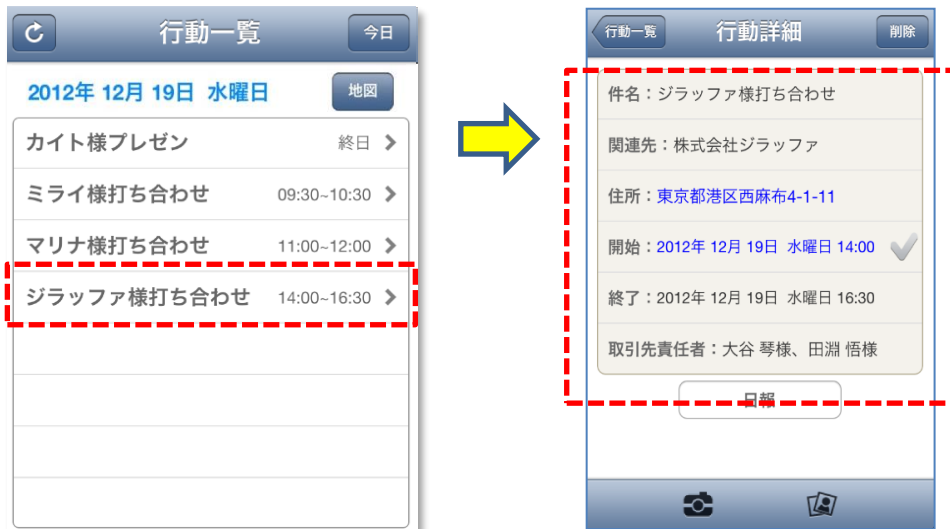 行動一覧
今日
2012年 12月 19日 水曜日
地図
カイト様プレゼン 終日
ミライ様打ち合わせ 09:30~10:30
マリナ様打ち合わせ 11:00~12:00
ジラッファ様打ち合わせ 14:00~16:30
行動一覧
行動詳細
削除
件名：ジラッファ様打ち合わせ
関連先：株式会社ジラッファ
住所：東京都港区西麻布4-1-11
開始：2012年 12月 19日 水曜日 14:00
終了：2012年 12月 19日 水曜日 16:30
取引先責任者：大谷 琴様、田淵 悟様
日報